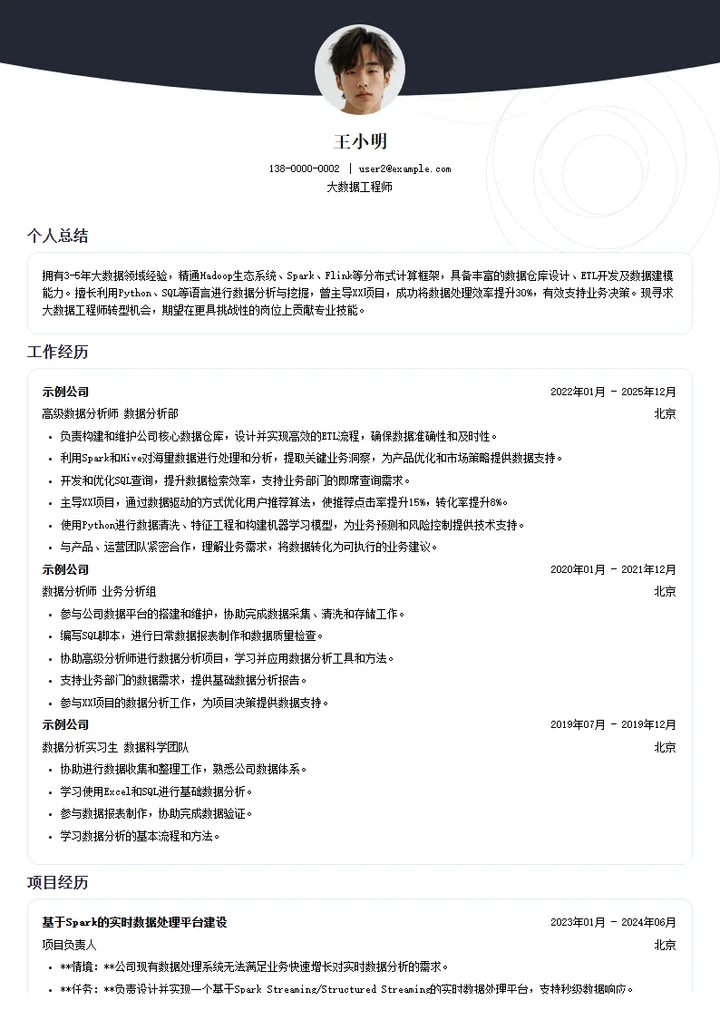 王小明
138-0000-0002 | user2@example.com
大数据工程师
个人总结
拥有3-5年大数据领域经验，精通Hadoop生态系统、Spark、Flink等分布式计算框架，具备丰富的数据仓库设计、ETL开发及数据建模
能力。擅长利用Python、SQL等语言进行数据分析与挖掘，曾主导XX项目，成功将数据处理效率提升30%，有效支持业务决策。现寻求
大数据工程师转型机会，期望在更具挑战性的岗位上贡献专业技能。
工作经历
示例公司 2022年01月 - 2025年12月
高级数据分析师 数据分析部 北京
• 负责构建和维护公司核心数据仓库，设计并实现高效的ETL流程，确保数据准确性和及时性。
• 利用Spark和Hive对海量数据进行处理和分析，提取关键业务洞察，为产品优化和市场策略提供数据支持。
• 开发和优化SQL查询，提升数据检索效率，支持业务部门的即席查询需求。
• 主导XX项目，通过数据驱动的方式优化用户推荐算法，使推荐点击率提升15%，转化率提升8%。
• 使用Python进行数据清洗、特征工程和构建机器学习模型，为业务预测和风险控制提供技术支持。
• 与产品、运营团队紧密合作，理解业务需求，将数据转化为可执行的业务建议。
示例公司 2020年01月 - 2021年12月
数据分析师 业务分析组 北京
• 参与公司数据平台的搭建和维护，协助完成数据采集、清洗和存储工作。
• 编写SQL脚本，进行日常数据报表制作和数据质量检查。
• 协助高级分析师进行数据分析项目，学习并应用数据分析工具和方法。
• 支持业务部门的数据需求，提供基础数据分析报告。
• 参与XX项目的数据分析工作，为项目决策提供数据支持。
示例公司 2019年07月 - 2019年12月
数据分析实习生 数据科学团队 北京
• 协助进行数据收集和整理工作，熟悉公司数据体系。
• 学习使用Excel和SQL进行基础数据分析。
• 参与数据报表制作，协助完成数据验证。
• 学习数据分析的基本流程和方法。
项目经历
基于Spark的实时数据处理平台建设 2023年01月 - 2024年06月
项目负责人 北京
• **情境：**公司现有数据处理系统无法满足业务快速增长对实时数据分析的需求。
• **任务：**负责设计并实现一个基于Spark Streaming/Structured Streaming的实时数据处理平台，支持秒级数据响应。